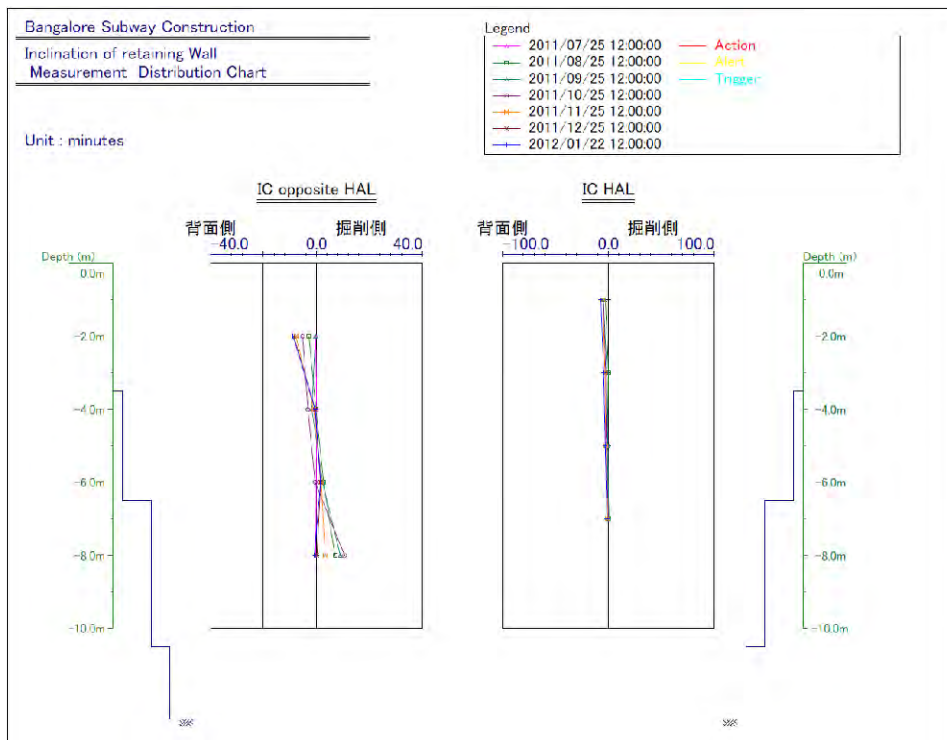 Bangalore Subway Construction
Inclination of retaining Wall
Measurement Distribution Chart
Unit : minutes
Legend
2011/07/25 12:00:00
2011/08/25 12:00:00
2011/09/25 12:00:00
2011/10/25 12:00:00
2011/11/25 12:00:00
2011/12/25 12:00:00
2012/01/22 12:00:00
Action
Alert
Trigger
IC opposite HAL
背面側 掘削側
-40.0 0.0 40.0
Depth (m)
0.0m
-2.0m
-4.0m
-6.0m
-8.0m
-10.0m
IC HAL
背面側 掘削側
-100.0 0.0 100.0
Depth (m)
0.0m
-2.0m
-4.0m
-6.0m
-8.0m
-10.0m